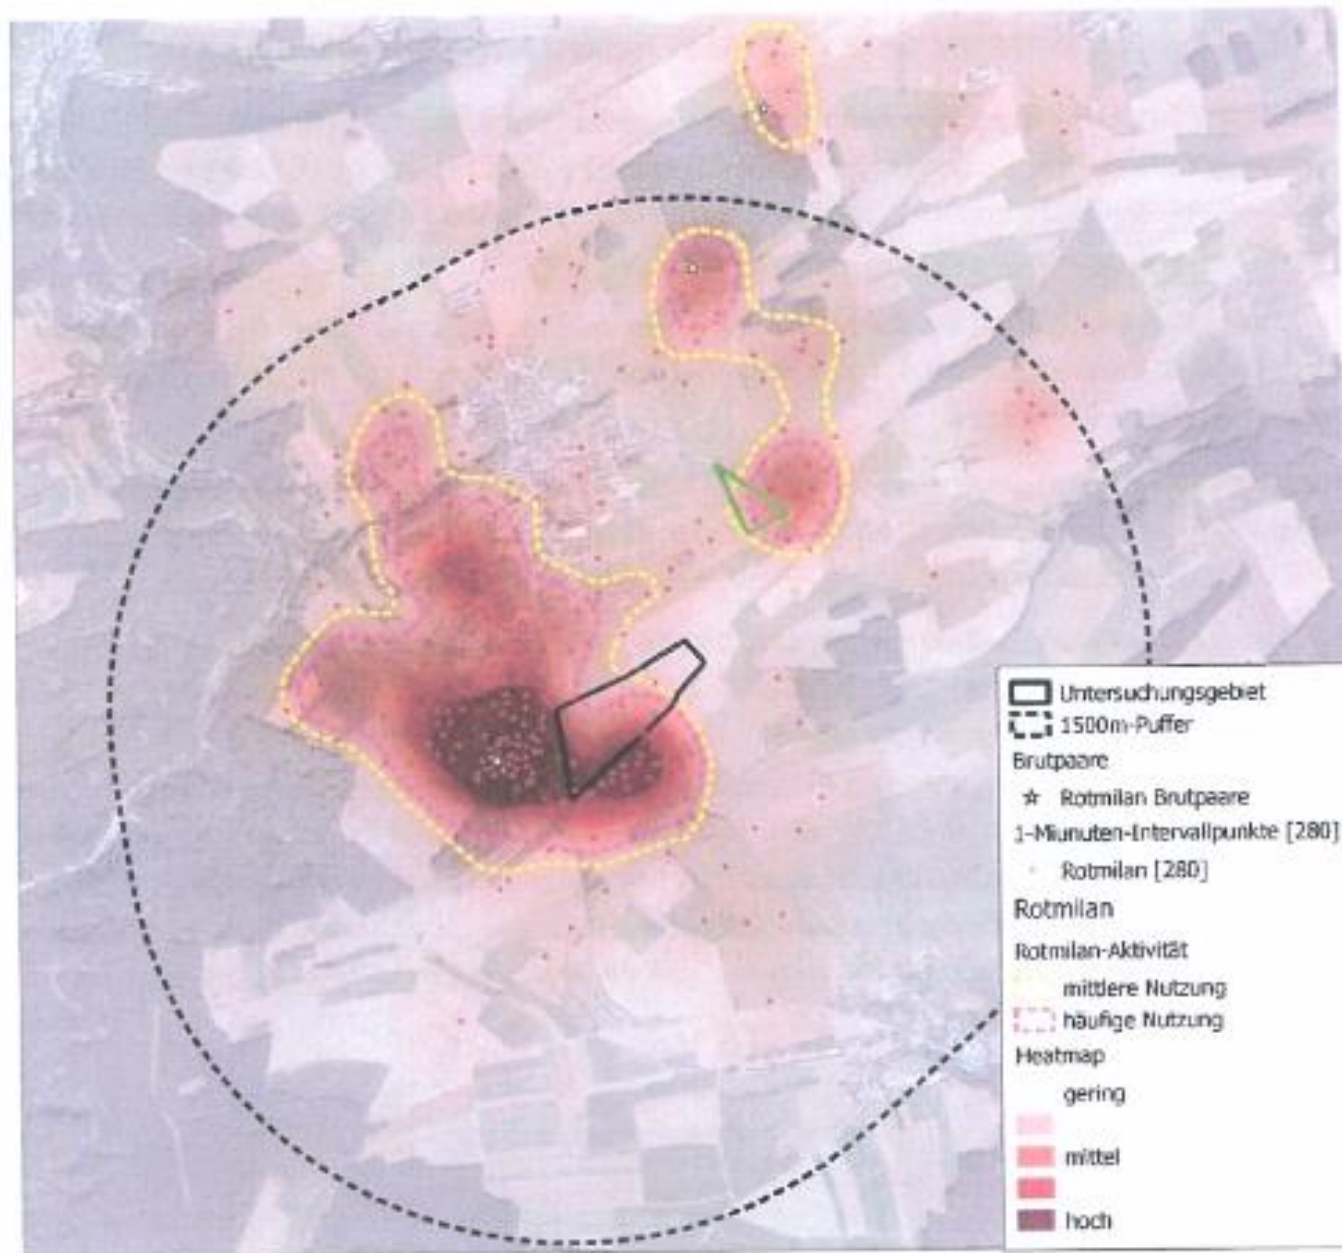 Untersuchungsgebiet
1500m-Puffer
Brutpaare
Rotmilan Brutpaare
1-Miunuten-Intervallpunkte [280]
Rotmilan [280]
Rotmilan
Rotmilan-Aktivität
mittlere Nutzung
häufige Nutzung
Heatmap
gering
mittel
hoch